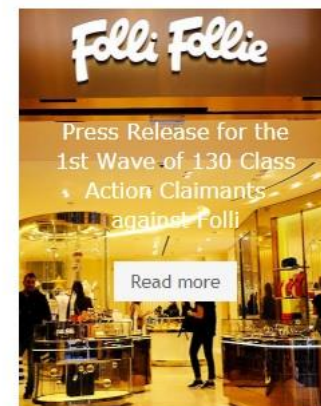 Folli Follie
Press Release for the
1st Wave of 130 Class
Action Claimants
against Folli
Read more